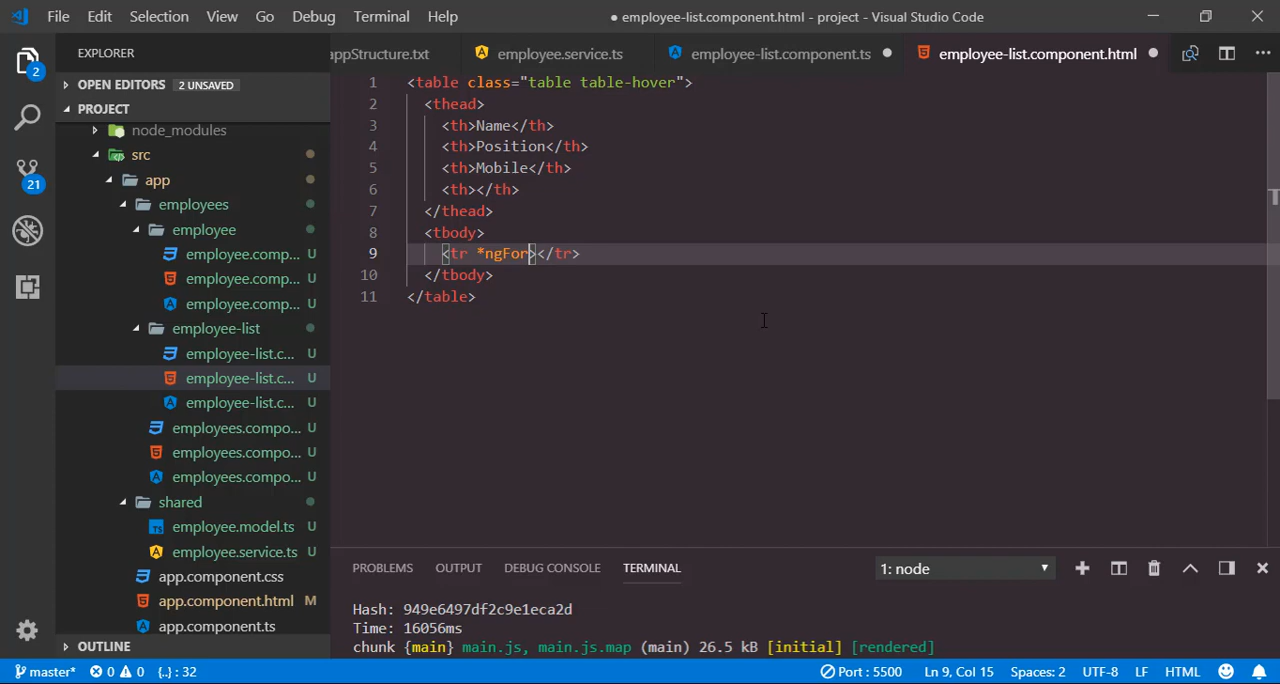 File Edit Selection View Go Debug Terminal Help ● employee-list.component.html - project - Visual Studio Code
EXPLORER
appStructure.txt employee.service.ts employee-list.component.ts employee-list.component.html
OPEN EDITORS 2 UNSAVED
PROJECT
node_modules
src
app
employees
employee
employee.comp... U
employee.comp... U
employee.comp... U
employee-list
employee-list.c... U
employee-list.c... U
employee-list.c... U
employees.compo... U
employees.compo... U
employees.compo... U
shared
employee.model.ts U
employee.service.ts U
app.component.css
app.component.html M
app.component.ts
OUTLINE
2
21
1 <table class="table table-hover">
2 <thead>
3 <th>Name</th>
4 <th>Position</th>
5 <th>Mobile</th>
6 <th></th>
7 </thead>
8 <tbody>
9 <tr *ngFor></tr>
10 </tbody>
11 </table>
PROBLEMS OUTPUT DEBUG CONSOLE TERMINAL 1: node
Hash: 949e6497df2c9e1eca2d
Time: 16056ms
chunk {main} main.js, main.js.map (main) 26.5 kB [initial] [rendered]
master* 0 0 {..} : 32 Port : 5500 Ln 9, Col 15 Spaces: 2 UTF-8 LF HTML